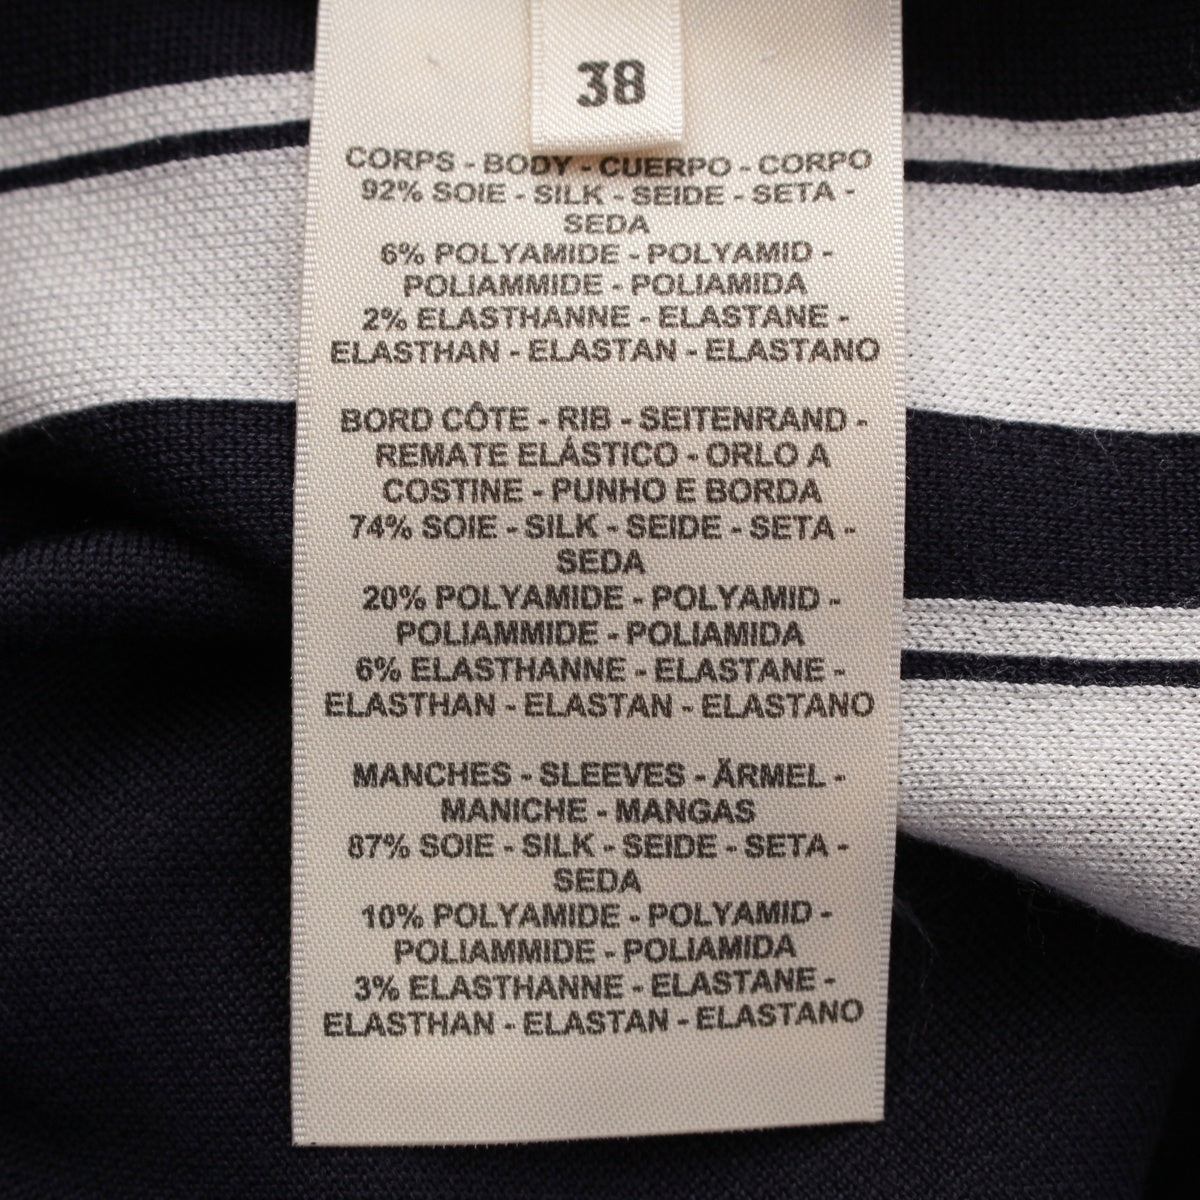 38
CORPS - BODY - CUERPO - CORPO
92% SOIE - SILK - SEIDE - SETA -
SEDA
6% POLYAMIDE - POLYAMID -
POLIAMMIDE - POLIAMIDA
2% ELASTHANNE - ELASTANE -
ELASTHAN - ELASTAN - ELASTANO
BORD CÔTE - RIB - SEITENRAND -
REMATE ELÁSTICO - ORLO A
COSTINE - PUNHO E BORDA
74% SOIE - SILK - SEIDE - SETA -
SEDA
20% POLYAMIDE - POLYAMID -
POLIAMMIDE - POLIAMIDA
6% ELASTHANNE - ELASTANE -
ELASTHAN - ELASTAN - ELASTANO
MANCHES - SLEEVES - ÄRMEL -
MANICHE - MANGAS
87% SOIE - SILK - SEIDE - SETA -
SEDA
10% POLYAMIDE - POLYAMID -
POLIAMMIDE - POLIAMIDA
3% ELASTHANNE - ELASTANE -
ELASTHAN - ELASTAN - ELASTANO